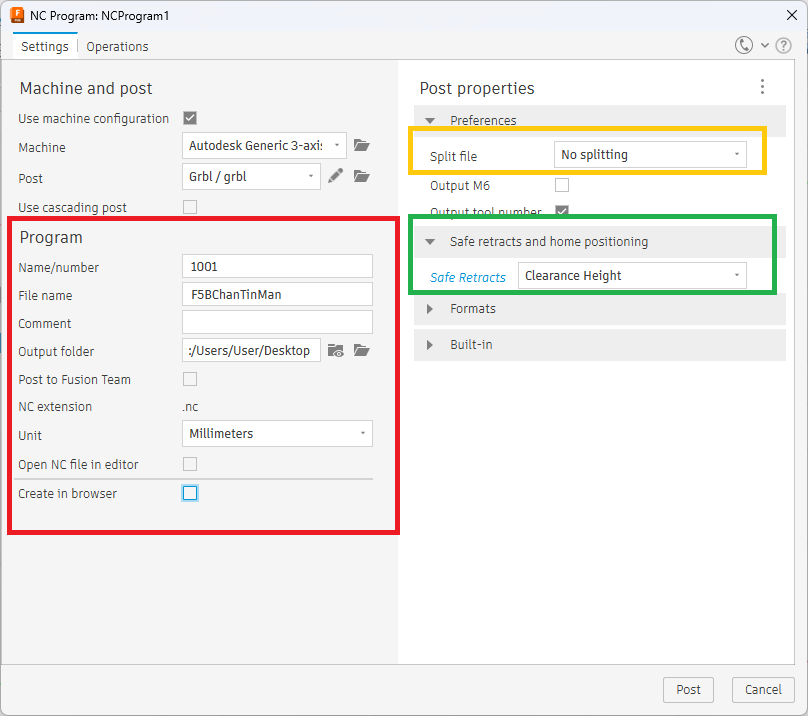 NC Program: NCProgram1
Settings
Operations
Machine and post
Use machine configuration
Machine
Autodesk Generic 3-axis
Post
Grbl / grbl
Use cascading post
Program
Name/number
1001
File name
F5BChanTinMan
Comment
Output folder
:/Users/User/Desktop
Post to Fusion Team
NC extension
.nc
Unit
Millimeters
Open NC file in editor
Create in browser
Post properties
Preferences
Split file
No splitting
Output M6
Output tool number
Safe retracts and home positioning
Safe Retracts
Clearance Height
Formats
Built-in
Post
Cancel